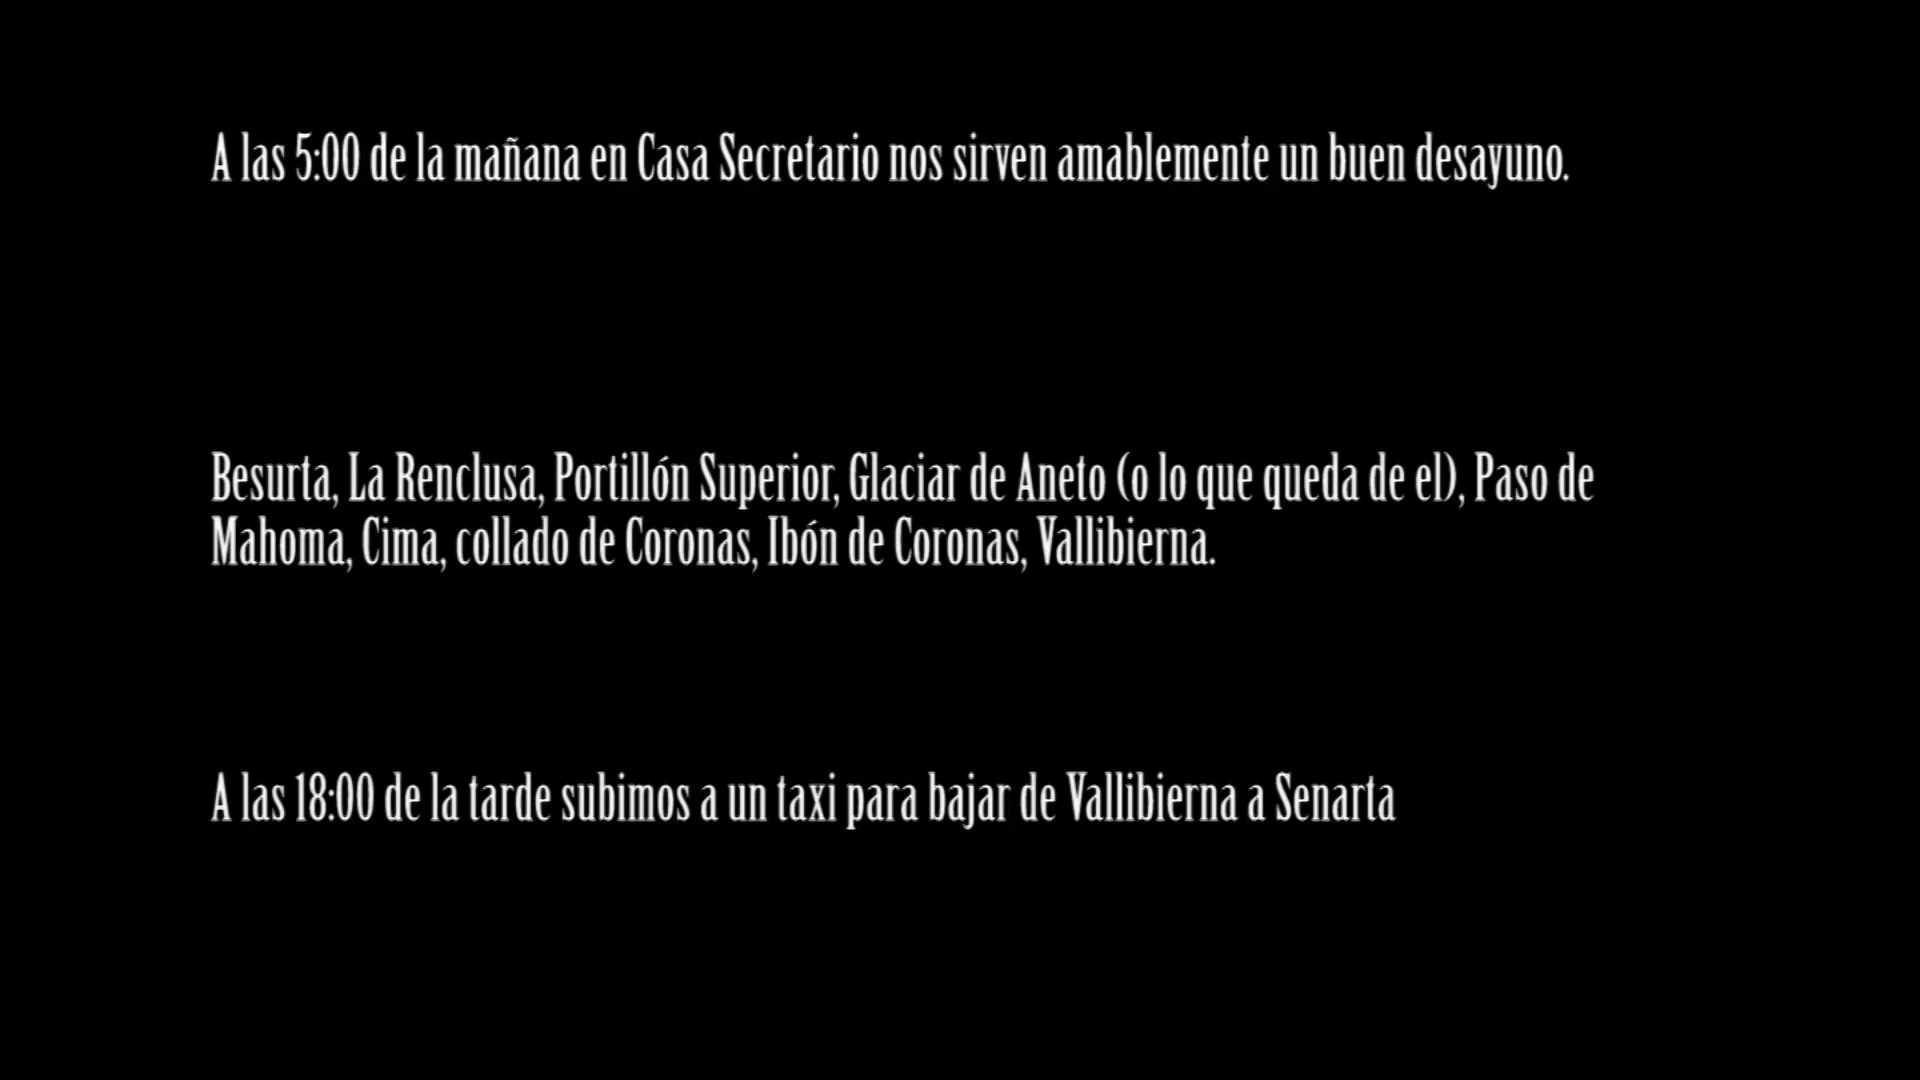 A las 5:00 de la mañana en Casa Secretario nos sirven amablemente un buen desayuno.
Besurta, La Renclusa, Portillón Superior, Glaciar de Aneto (o lo que queda de el), Paso de
Mahoma, Cima, collado de Coronas, Ibón de Coronas, Vallibierna.
A las 18:00 de la tarde subimos a un taxi para bajar de Vallibierna a Senarta